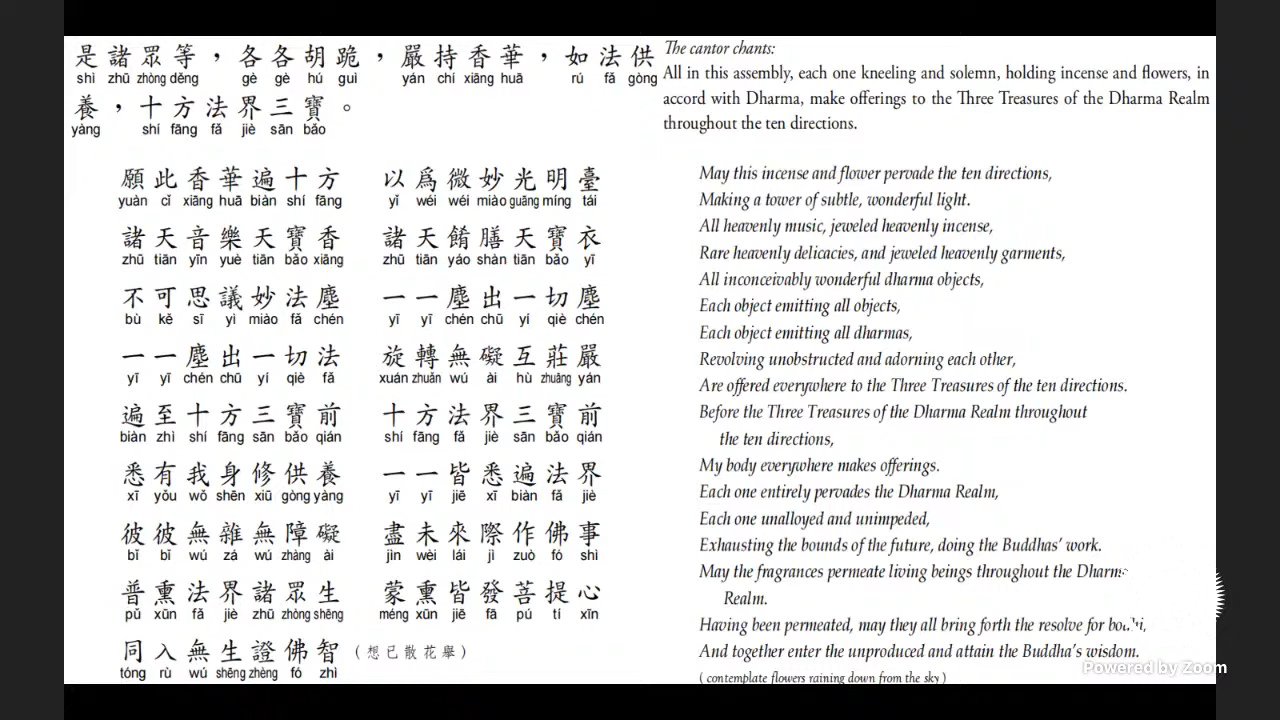 是諸眾等，各各胡跪，嚴持香華，如法供
shì zhū zhòng děng gè gè hú guì yán chí xiāng huā rú fǎ gòng
養，十方法界三寶。
yàng shí fāng fǎ jiè sān bǎo
願此香華遍十方 以爲微妙光明臺
yuàn cǐ xiāng huā biàn shí fāng yǐ wéi wéi miào guāng míng tái
諸天音樂天寶香 諸天餚膳天寶衣
zhū tiān yīn yuè tiān bǎo xiāng zhū tiān yáo shàn tiān bǎo yī
不可思議妙法塵 一一塵出一切塵
bù kě sī yì miào fǎ chén yī yī chén chū yí qiè chén
一一塵出一切法 旋轉無礙互莊嚴
yī yī chén chū yí qiè fǎ xuán zhuǎn wú ài hù zhuāng yán
遍至十方三寶前 十方法界三寶前
biàn zhì shí fāng sān bǎo qián shí fāng fǎ jiè sān bǎo qián
悉有我身修供養 一一皆悉遍法界
xī yǒu wǒ shēn xiū gòng yàng yī yī jiē xī biàn fǎ jiè
彼彼無雜無障礙 盡未來際作佛事
bǐ bǐ wú zá wú zhàng ài jìn wèi lái jì zuò fó shì
普熏法界諸眾生 蒙熏皆發菩提心
pǔ xūn fǎ jiè zhū zhòng shēng méng xūn jiē fā pú tí xīn
同入無生證佛智 （想已散花舉）
tóng rù wú shēng zhèng fó zhì
The cantor chants:
All in this assembly, each one kneeling and solemn, holding incense and flowers, in
accord with Dharma, make offerings to the Three Treasures of the Dharma Realm
throughout the ten directions.
May this incense and flower pervade the ten directions,
Making a tower of subtle, wonderful light.
All heavenly music, jeweled heavenly incense,
Rare heavenly delicacies, and jeweled heavenly garments,
All inconceivably wonderful dharma objects,
Each object emitting all objects,
Each object emitting all dharmas,
Revolving unobstructed and adorning each other,
Are offered everywhere to the Three Treasures of the ten directions.
Before the Three Treasures of the Dharma Realm throughout
the ten directions,
My body everywhere makes offerings.
Each one entirely pervades the Dharma Realm,
Each one unalloyed and unimpeded,
Exhausting the bounds of the future, doing the Buddhas' work.
May the fragrances permeate living beings throughout the Dharm
Realm.
Having been permeated, may they all bring forth the resolve for bodhi,
And together enter the unproduced and attain the Buddha's wisdom.
( contemplate flowers raining down from the sky )
Powered by Zoom